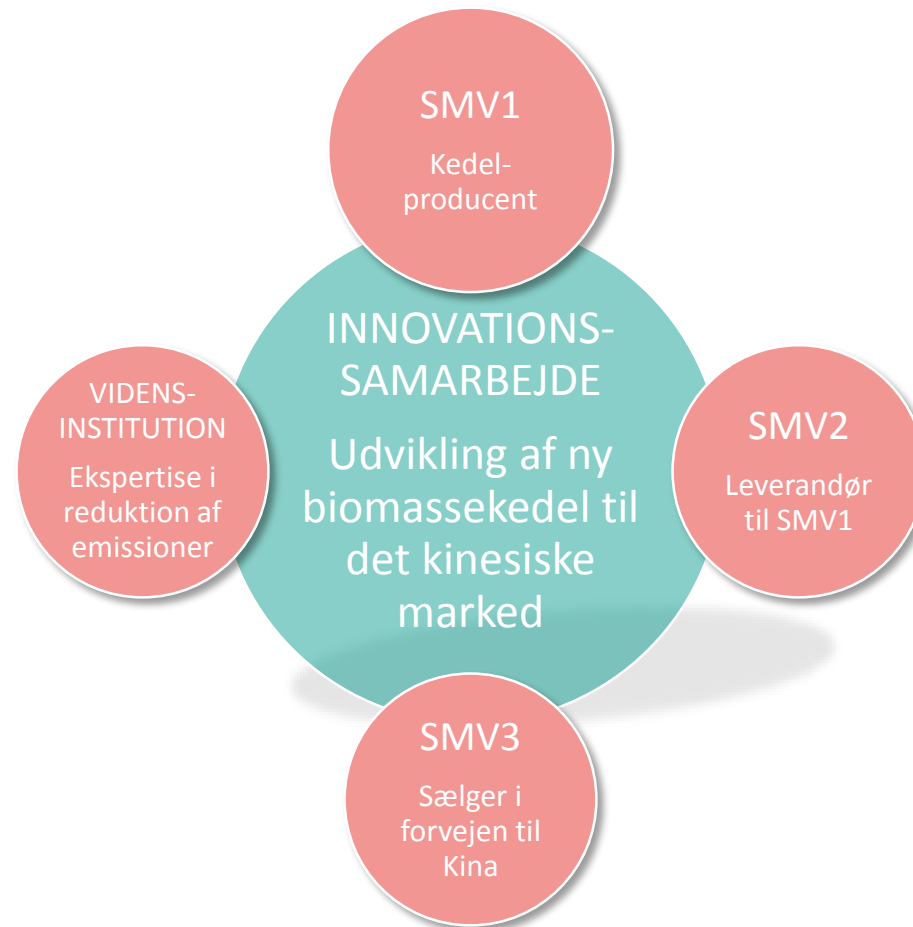 SMV1
Kedel-
producent
INNOVATIONS-
SAMARBEJDE
Udvikling af ny
biomassekedel til
det kinesiske
marked
VIDENS-
INSTITUTION
Ekspertise i
reduktion af
emissioner
SMV2
Leverandør
til SMV1
SMV3
Sælger i
forvejen til
Kina